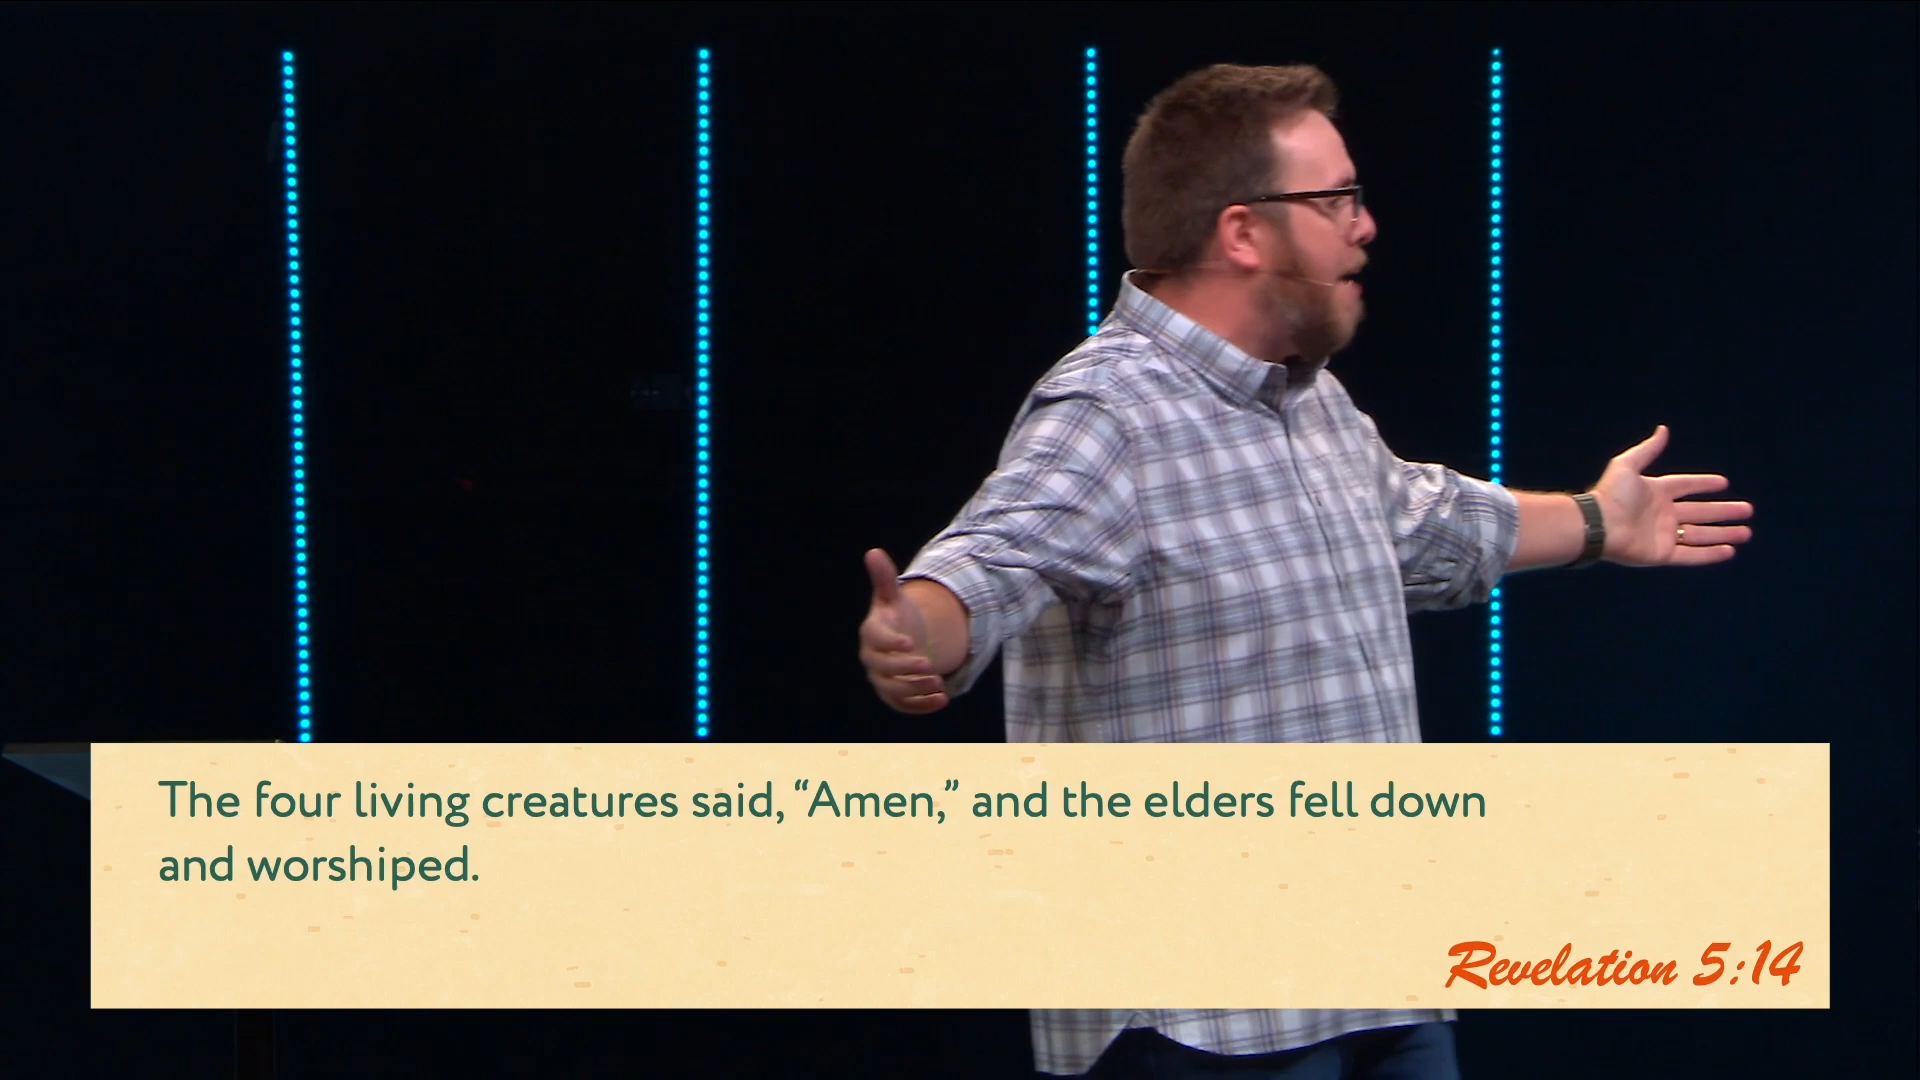 The four living creatures said, “Amen,” and the elders fell down
and worshiped.
Revelation 5:14